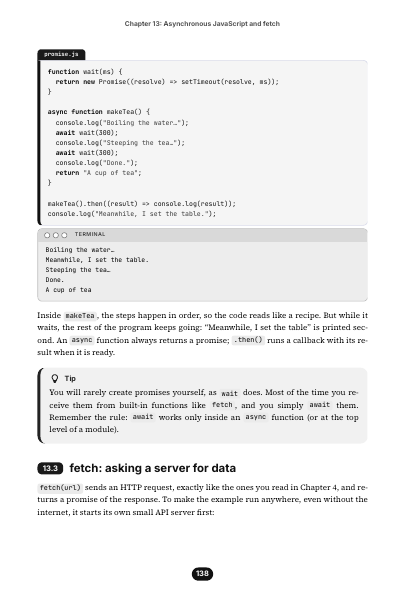 Chapter 13: Asynchronous JavaScript and fetch
promise.js
function wait(ms) {
  return new Promise((resolve) => setTimeout(resolve, ms));
}
async function makeTea() {
  console.log("Boiling the water…");
  await wait(300);
  console.log("Steeping the tea…");
  await wait(300);
  console.log("Done.");
  return "A cup of tea";
}
makeTea().then((result) => console.log(result));
console.log("Meanwhile, I set the table.");
TERMINAL
Boiling the water…
Meanwhile, I set the table.
Steeping the tea…
Done.
A cup of tea
Inside makeTea, the steps happen in order, so the code reads like a recipe. But while it
waits, the rest of the program keeps going: “Meanwhile, I set the table” is printed sec-
ond. An async function always returns a promise; .then() runs a callback with its re-
sult when it is ready.
Tip
You will rarely create promises yourself, as wait does. Most of the time you re-
ceive them from built-in functions like fetch, and you simply await them.
Remember the rule: await works only inside an async function (or at the top
level of a module).
13.3 fetch: asking a server for data
fetch(url) sends an HTTP request, exactly like the ones you read in Chapter 4, and re-
turns a promise of the response. To make the example run anywhere, even without the
internet, it starts its own small API server first:
138